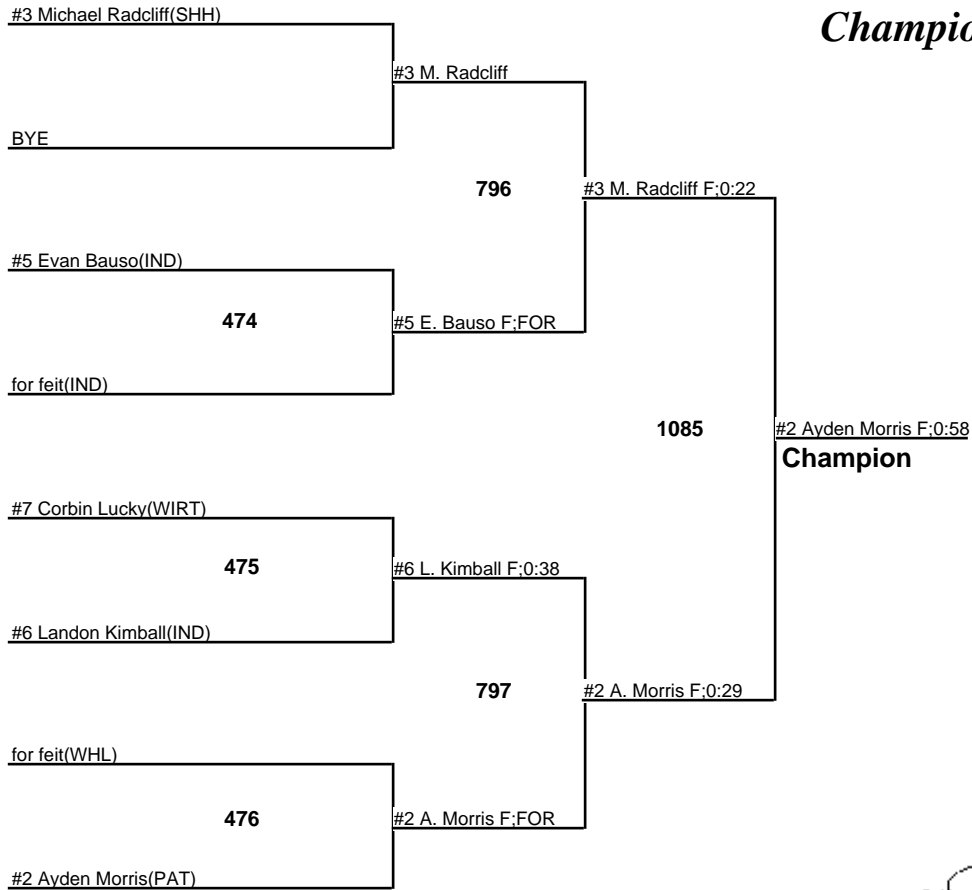 #3 Michael Radcliff(SHH)
#3 M. Radcliff
BYE
796
#3 M. Radcliff F;0:22
#5 Evan Bauso(IND)
474
#5 E. Bauso F;FOR
for feit(IND)
1085
#2 Ayden Morris F;0:58
Champion
#7 Corbin Lucky(WIRT)
475
#6 L. Kimball F;0:38
#6 Landon Kimball(IND)
797
#2 A. Morris F;0:29
for feit(WHL)
476
#2 A. Morris F;FOR
#2 Ayden Morris(PAT)
Champio